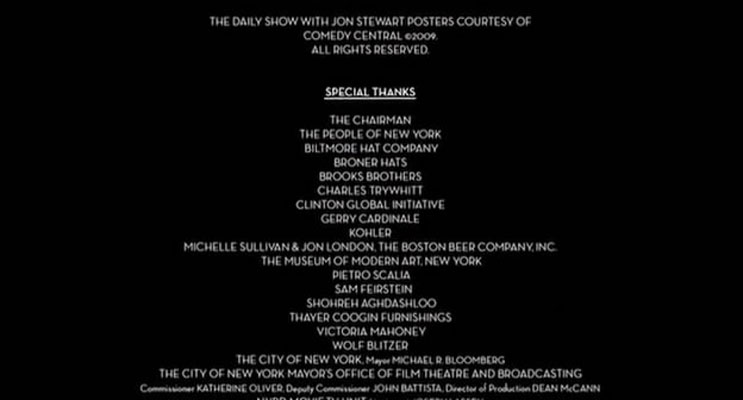 THE DAILY SHOW WITH JON STEWART POSTERS COURTESY OF
COMEDY CENTRAL ©2009.
ALL RIGHTS RESERVED.
SPECIAL THANKS
THE CHAIRMAN
THE PEOPLE OF NEW YORK
BILTMORE HAT COMPANY
BRONER HATS
BROOKS BROTHERS
CHARLES TRYWHITT
CLINTON GLOBAL INITIATIVE
GERRY CARDINALE
KOHLER
MICHELLE SULLIVAN & JON LONDON, THE BOSTON BEER COMPANY, INC.
THE MUSEUM OF MODERN ART, NEW YORK
PIETRO SCALIA
SAM FEIRSTEIN
SHOHREH AGHDASHLOO
THAYER COOGIN FURNISHINGS
VICTORIA MAHONEY
WOLF BLITZER
THE CITY OF NEW YORK, Mayor MICHAEL R. BLOOMBERG
THE CITY OF NEW YORK MAYOR'S OFFICE OF FILM THEATRE AND BROADCASTING
Commissioner KATHERINE OLIVER, Deputy Commissioner JOHN BATTISTA, Director of Production DEAN McCANN